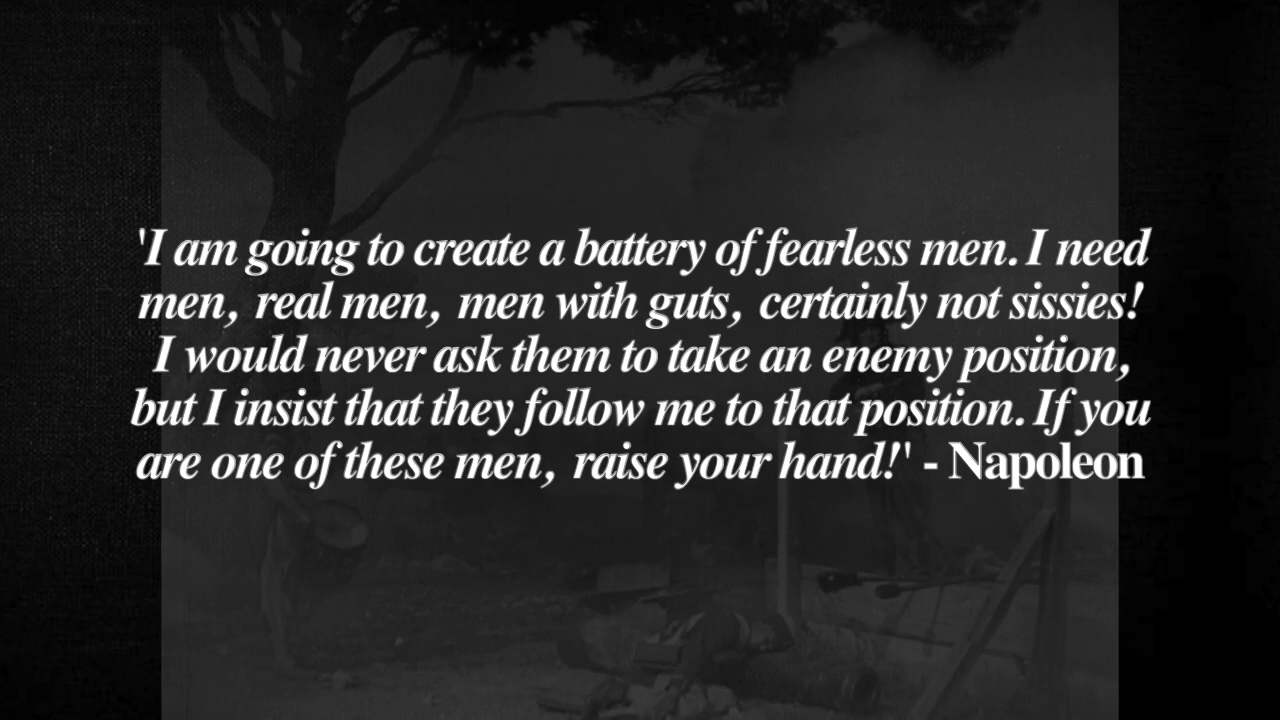 'I am going to create a battery of fearless men. I need
men, real men, men with guts, certainly not sissies!
I would never ask them to take an enemy position,
but I insist that they follow me to that position. If you
are one of these men, raise your hand!' - Napoleon